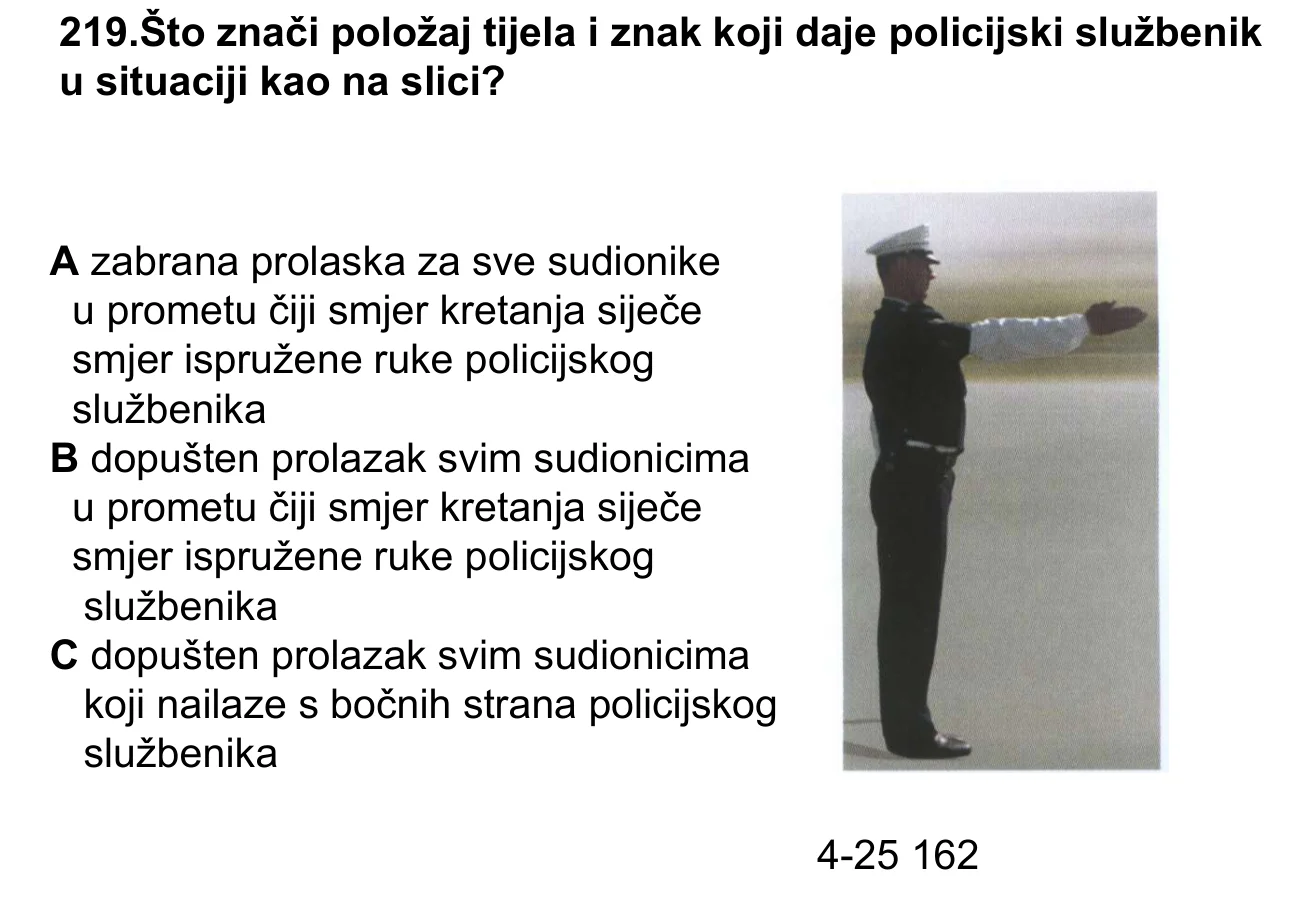 219.Što znači položaj tijela i znak koji daje policijski službenik
u situaciji kao na slici?
A zabrana prolaska za sve sudionike
u prometu čiji smjer kretanja siječe
smjer ispružene ruke policijskog
službenika
B dopušten prolazak svim sudionicima
u prometu čiji smjer kretanja siječe
smjer ispružene ruke policijskog
službenika
C dopušten prolazak svim sudionicima
koji nailaze s bočnih strana policijskog
službenika
4-25 162